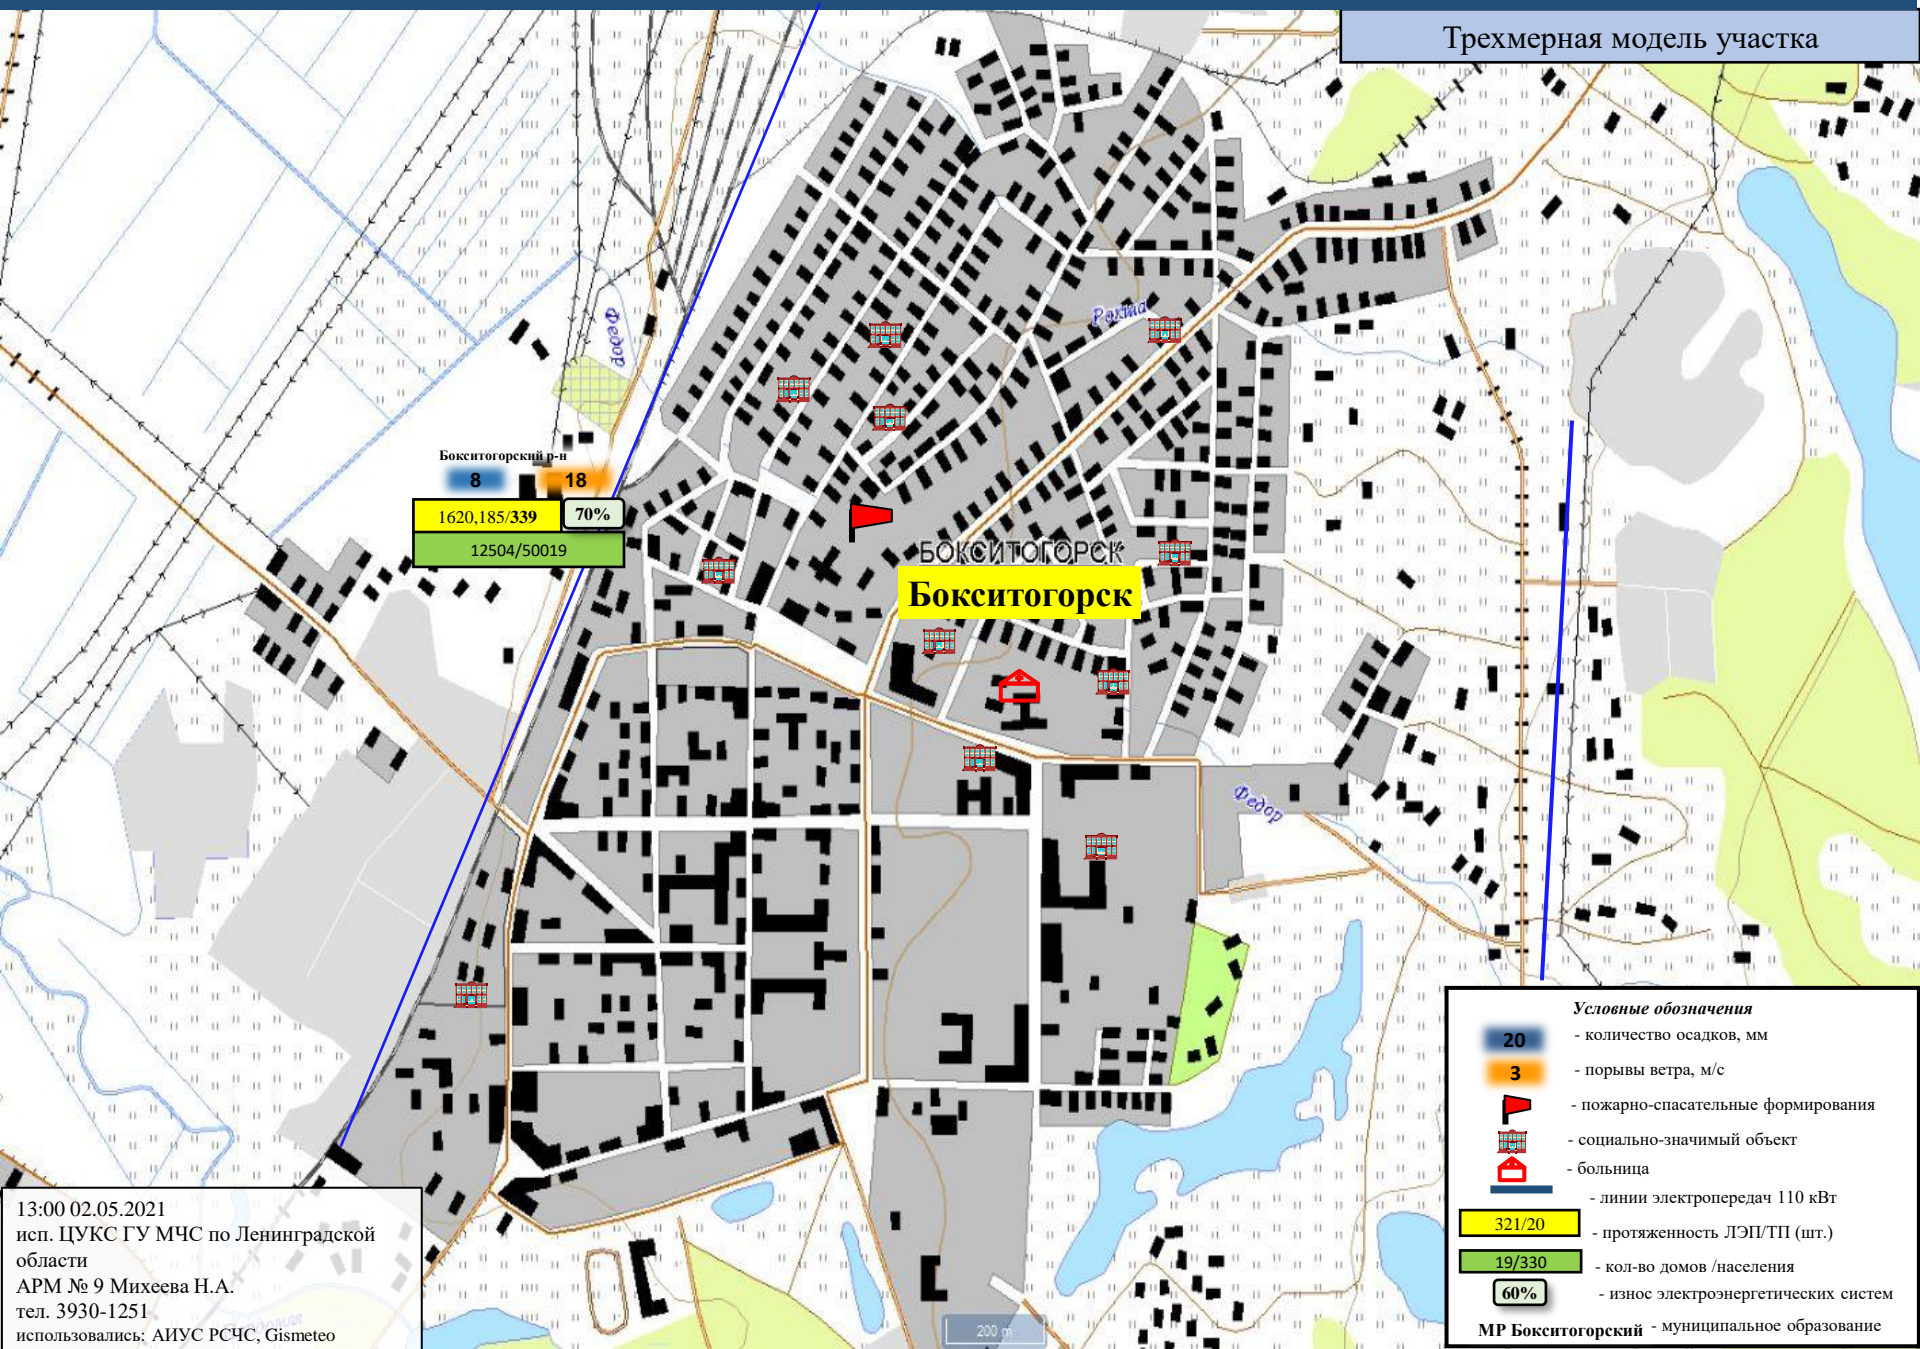 Трехмерная модель участка
Рокша
Федор
Бокситогорский р-н
8
18
1620,185/339
70%
12504/50019
БОКСИТОГОРСК
Бокситогорск
Федор
Условные обозначения
20 - количество осадков, мм
3 - порывы ветра, м/с
- пожарно-спасательные формирования
- социально-значимый объект
- больница
- линии электропередач 110 кВт
321/20 - протяженность ЛЭП/ТП (шт.)
19/330 - кол-во домов /населения
60% - износ электроэнергетических систем
МР Бокситогорский - муниципальное образование
13:00 02.05.2021
исп. ЦУКС ГУ МЧС по Ленинградской
области
АРМ № 9 Михеева Н.А.
тел. 3930-1251
использовались: АИУС РСЧС, Gismeteo
200 m